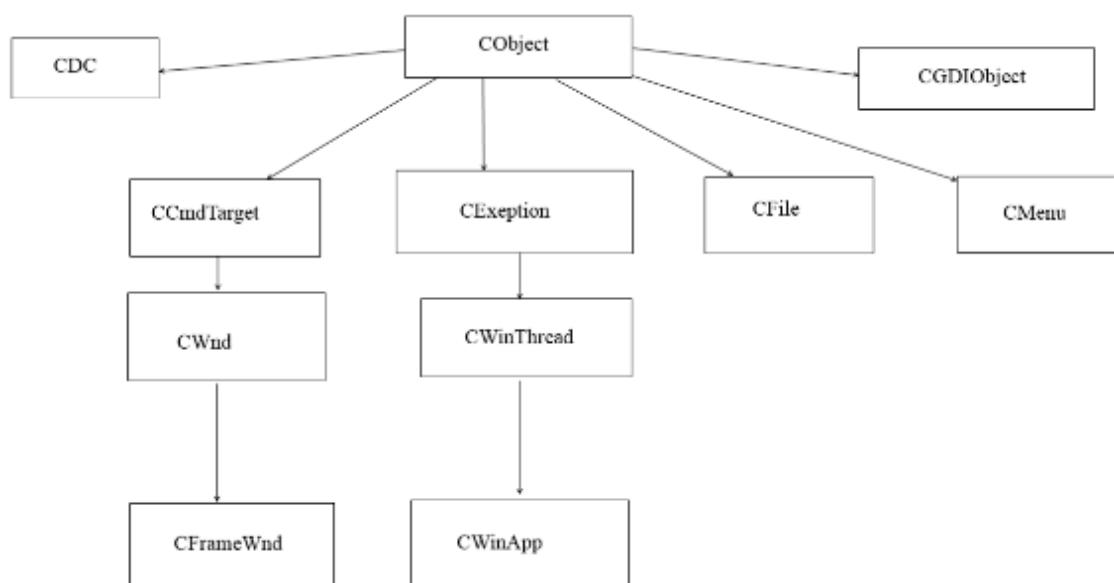 CObject
CDC
CGDIObject
CCmdTarget
CExeption
CFile
CMenu
CWnd
CWinThread
CFrameWnd
CWinApp